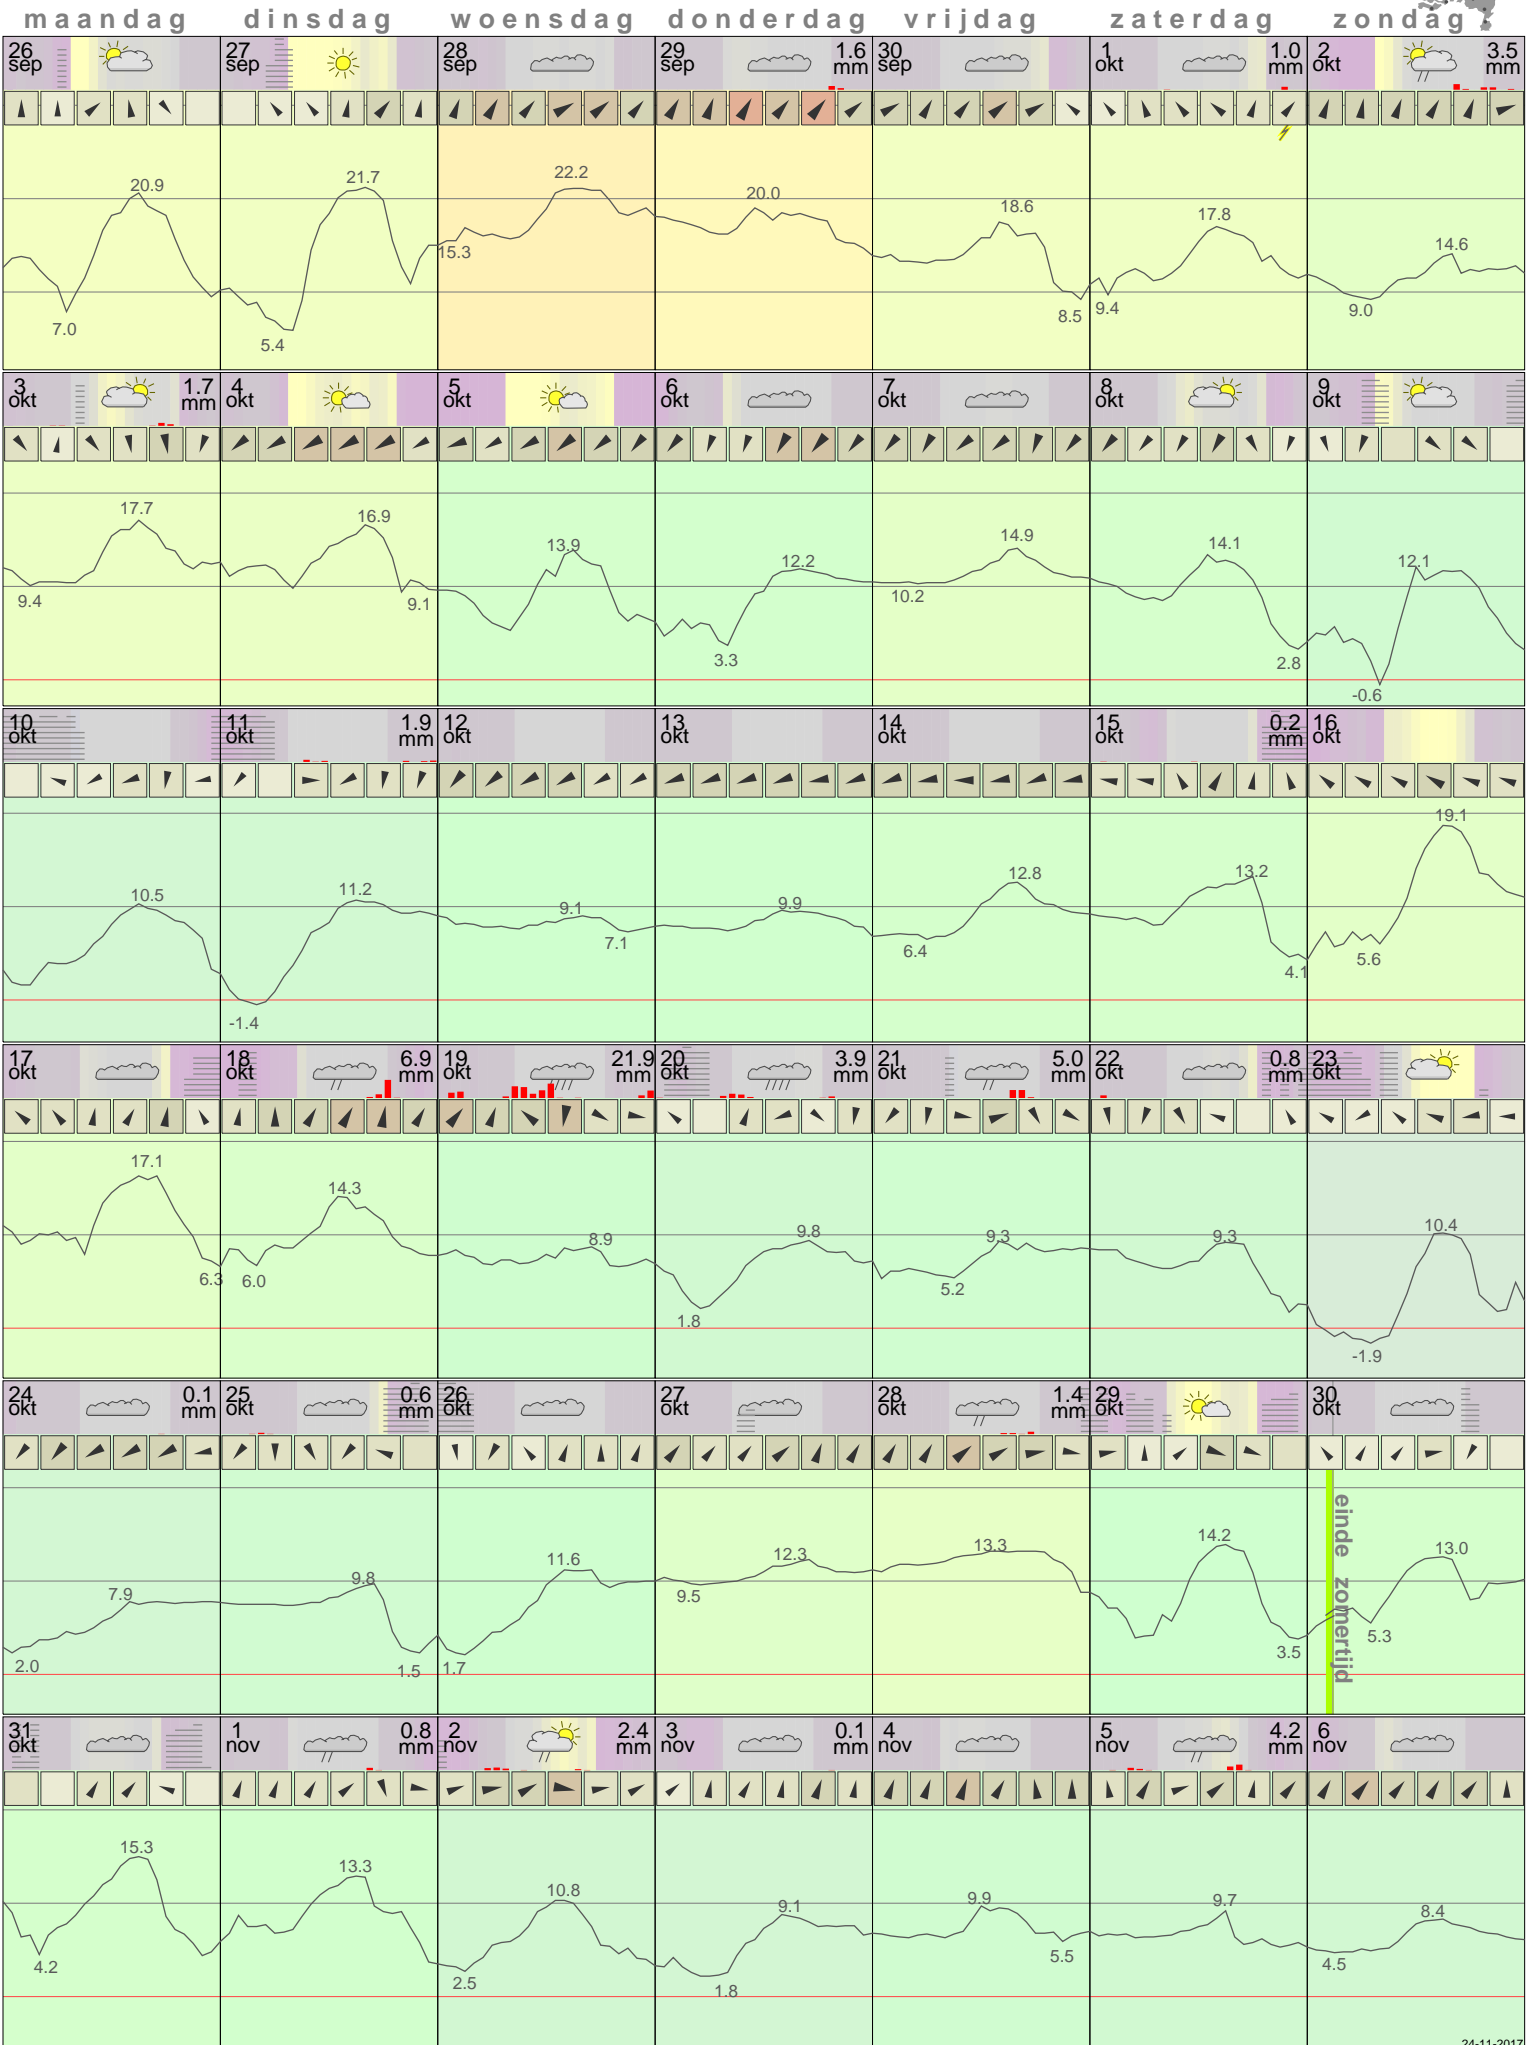 maandag dinsdag woensdag donderdag vrijdag zaterdag zondag
26 27 28 29 1.6 30 1 1.0 2 3.5
sep sep sep sep mm sep okt mm okt mm
20.9 21.7 22.2 20.0 18.6 17.8 14.6
7.0 5.4 15.3 8.5 9.4 9.0
3 1.7 4 5 6 7 8 9
okt mm okt okt okt okt okt okt
17.7 16.9 13.9 12.2 14.9 14.1 12.1
9.4 9.1 3.3 10.2 2.8 -0.6
10 11 1.9 12 13 14 15 0.2 16
okt okt mm okt okt okt okt mm okt
10.5 11.2 9.1 9.9 12.8 13.2 19.1
-1.4 7.1 6.4 4.1 5.6
17 18 6.9 19 21.9 20 3.9 21 5.0 22 0.8 23
okt okt mm okt mm okt mm okt mm okt mm okt
17.1 14.3 8.9 9.8 9.3 9.3 10.4
6.3 6.0 1.8 5.2 -1.9
24 0.1 25 0.6 26 27 28 1.4 29 30
okt mm okt mm okt okt okt mm okt okt
7.9 9.8 11.6 12.3 13.3 14.2 13.0
2.0 1.5 1.7 9.5 3.5 5.3
einde zomertijd
31 1 0.8 2 2.4 3 0.1 4 5 4.2 6
okt nov mm nov mm nov mm nov nov mm nov
15.3 13.3 10.8 9.1 9.9 9.7 8.4
4.2 2.5 1.8 5.5 4.5
24-11-2017